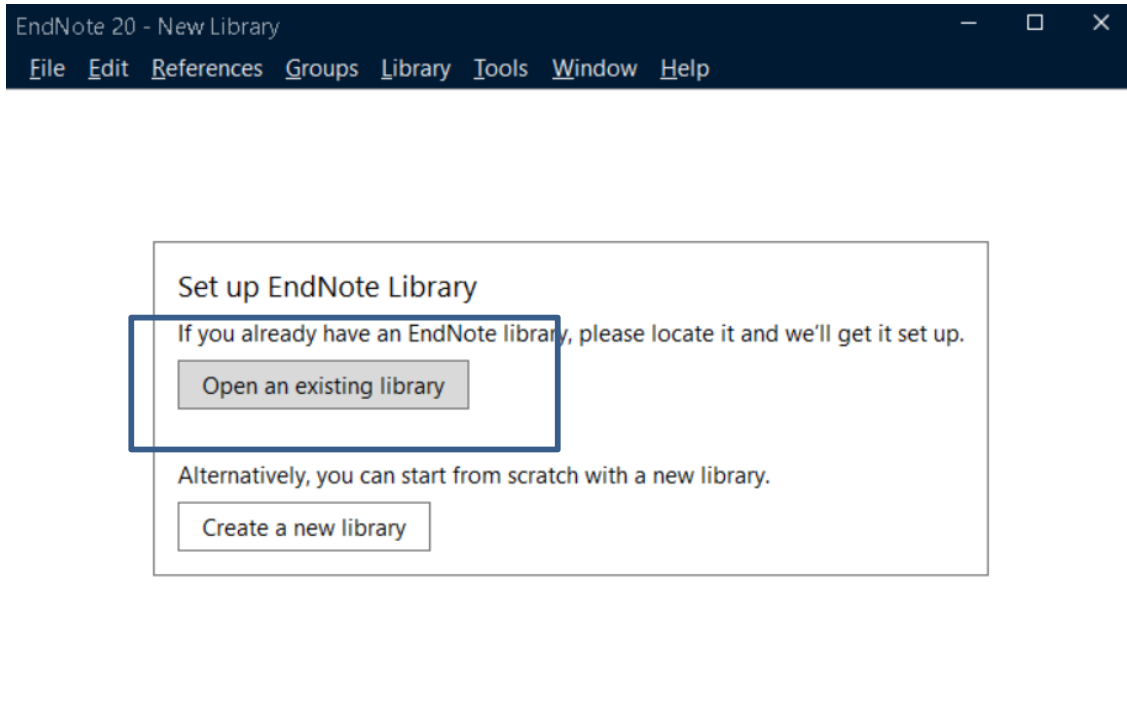 EndNote 20 - New Library
File Edit References Groups Library Tools Window Help
Set up EndNote Library
If you already have an EndNote library, please locate it and we'll get it set up.
Open an existing library
Alternatively, you can start from scratch with a new library.
Create a new library